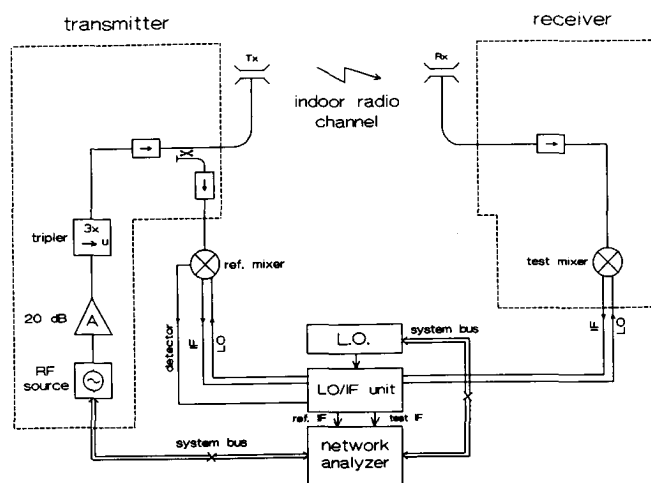 transmitter
receiver
Tx
Rx
indoor radio
channel
3x
u
tripler
ref. mixer
test mixer
20 dB
A
detector
IF
LO
IF
LO
L.O.
system bus
RF
source
LO/IF unit
ref. IF
test IF
system bus
network
analyzer